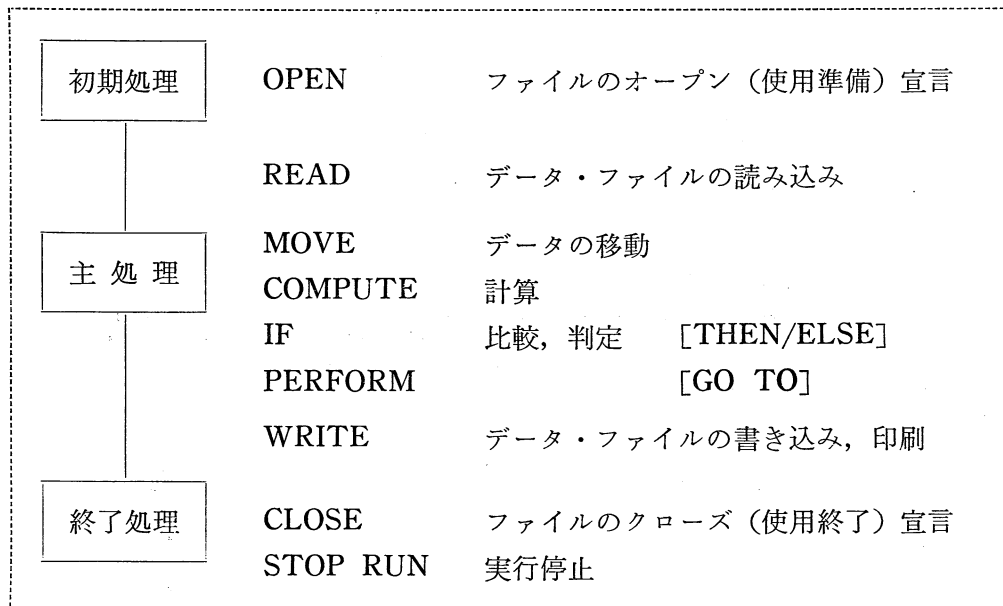 初期処理 OPEN ファイルのオープン（使用準備）宣言
READ データ・ファイルの読み込み
MOVE データの移動
主 処 理 COMPUTE 計算
IF 比較，判定 [THEN/ELSE]
PERFORM [GO TO]
WRITE データ・ファイルの書き込み，印刷
終了処理 CLOSE ファイルのクローズ（使用終了）宣言
STOP RUN 実行停止